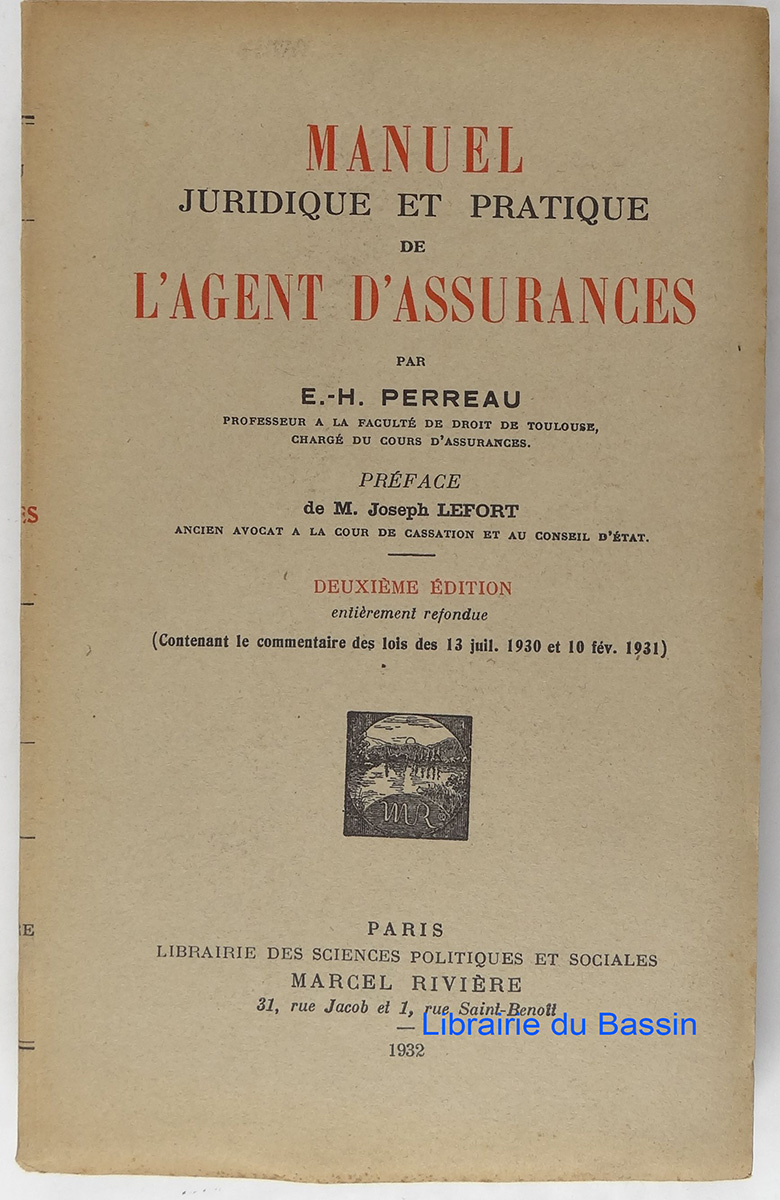 MANUEL
JURIDIQUE ET PRATIQUE
DE
L'AGENT D'ASSURANCES
PAR
E.-H. PERREAU
PROFESSEUR A LA FACULTÉ DE DROIT DE TOULOUSE,
CHARGÉ DU COURS D'ASSURANCES.
PRÉFACE
de M. Joseph LEFORT
ANCIEN AVOCAT A LA COUR DE CASSATION ET AU CONSEIL D'ÉTAT.
DEUXIÈME ÉDITION
entièrement refondue
(Contenant le commentaire des lois des 13 juil. 1930 et 10 fév. 1931)
MR
PARIS
LIBRAIRIE DES SCIENCES POLITIQUES ET SOCIALES
MARCEL RIVIÈRE
31, rue Jacob et 1, rue Saint-Benoît
Librairie du Bassin
1932